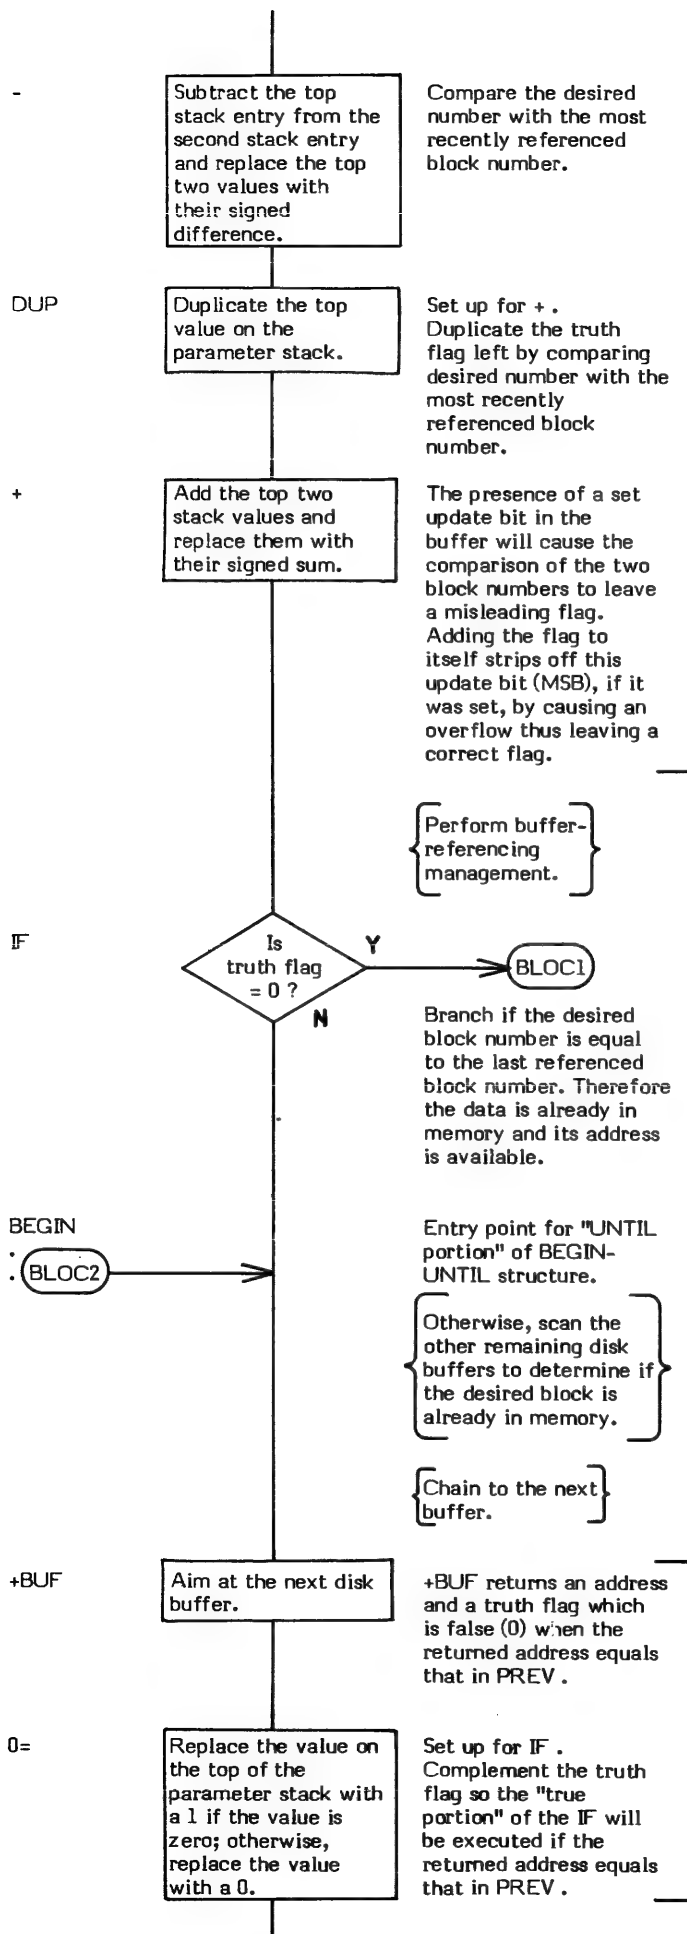 -
Subtract the top
stack entry from the
second stack entry
and replace the top
two values with
their signed
difference.
Compare the desired
number with the most
recently referenced
block number.
DUP
Duplicate the top
value on the
parameter stack.
Set up for + .
Duplicate the truth
flag left by comparing
desired number with the
most recently
referenced block
number.
+
Add the top two
stack values and
replace them with
their signed sum.
The presence of a set
update bit in the
buffer will cause the
comparison of the two
block numbers to leave
a misleading flag.
Adding the flag to
itself strips off this
update bit (MSB), if it
was set, by causing an
overflow thus leaving a
correct flag.
Perform buffer-
referencing
management.
IF
Is
truth flag
= 0 ?
Y
BLOC1
N
Branch if the desired
block number is equal
to the last referenced
block number. Therefore
the data is already in
memory and its address
is available.
BEGIN
: BLOC2
Entry point for "UNTIL
portion" of BEGIN-
UNTIL structure.
Otherwise, scan the
other remaining disk
buffers to determine if
the desired block is
already in memory.
Chain to the next
buffer.
+BUF
Aim at the next disk
buffer.
+BUF returns an address
and a truth flag which
is false (0) when the
returned address equals
that in PREV .
0=
Replace the value on
the top of the
parameter stack with
a 1 if the value is
zero; otherwise,
replace the value
with a 0.
Set up for IF .
Complement the truth
flag so the "true
portion" of the IF will
be executed if the
returned address equals
that in PREV .